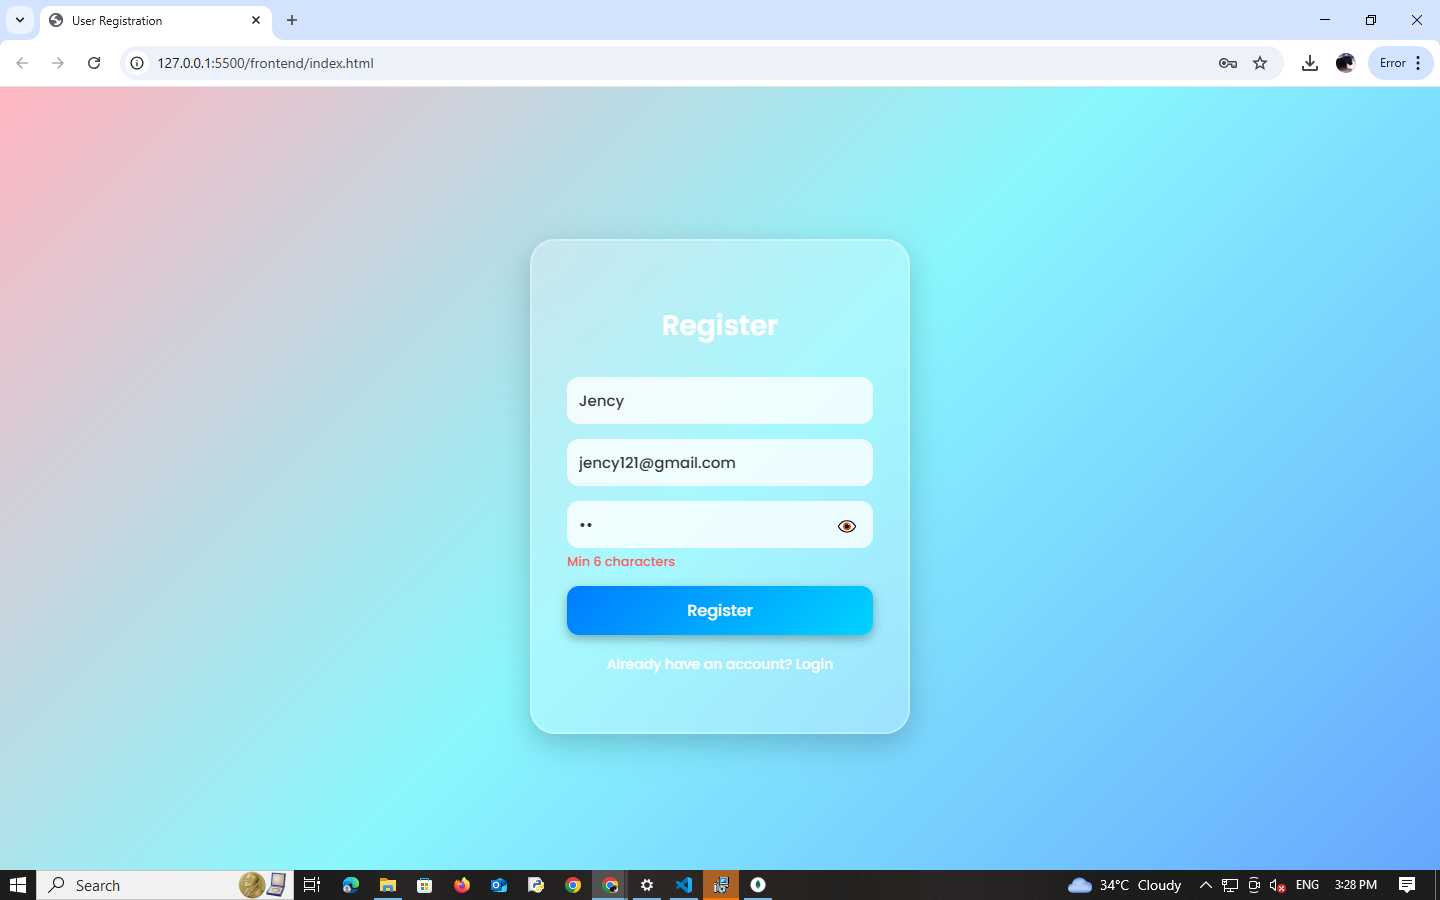 User Registration
127.0.0.1:5500/frontend/index.html
Error
Register
Jency
jency121@gmail.com
••
Min 6 characters
Register
Already have an account? Login
Search
34°C Cloudy
ENG
3:28 PM